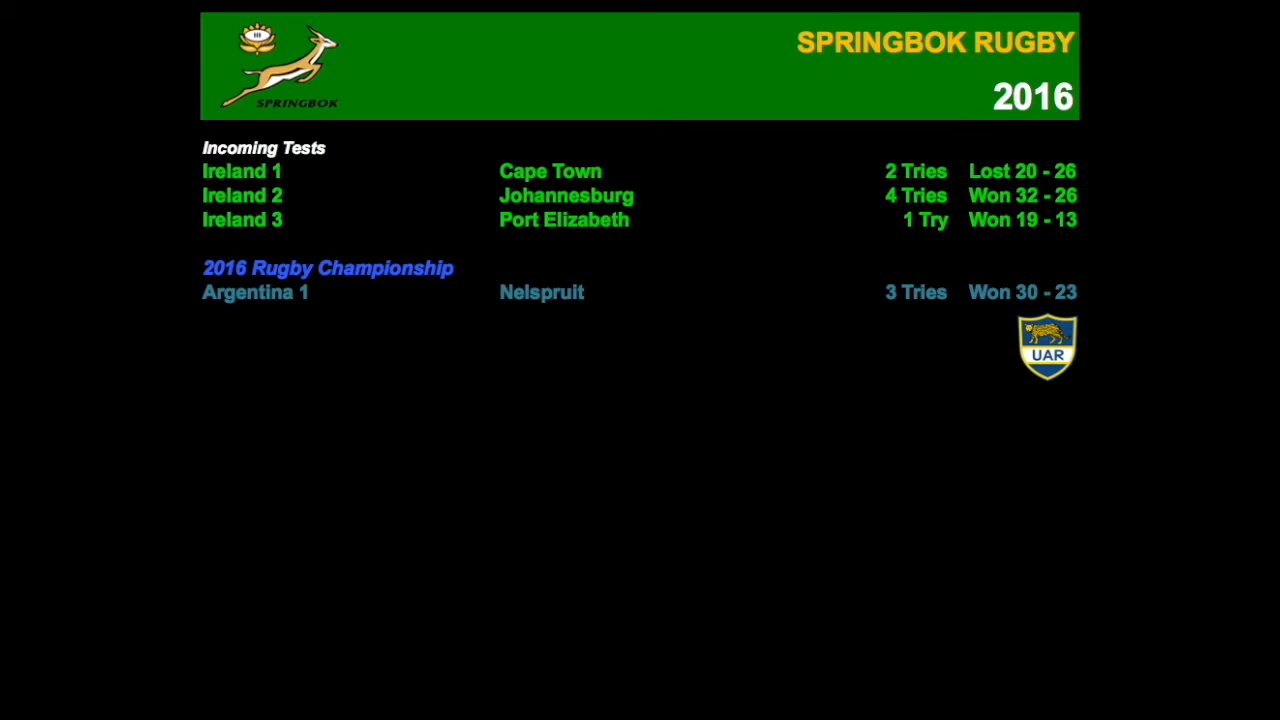 SPRINGBOK RUGBY
2016
SPRINGBOK
Incoming Tests
Ireland 1 Cape Town 2 Tries Lost 20 - 26
Ireland 2 Johannesburg 4 Tries Won 32 - 26
Ireland 3 Port Elizabeth 1 Try Won 19 - 13
2016 Rugby Championship
Argentina 1 Nelspruit 3 Tries Won 30 - 23
UAR